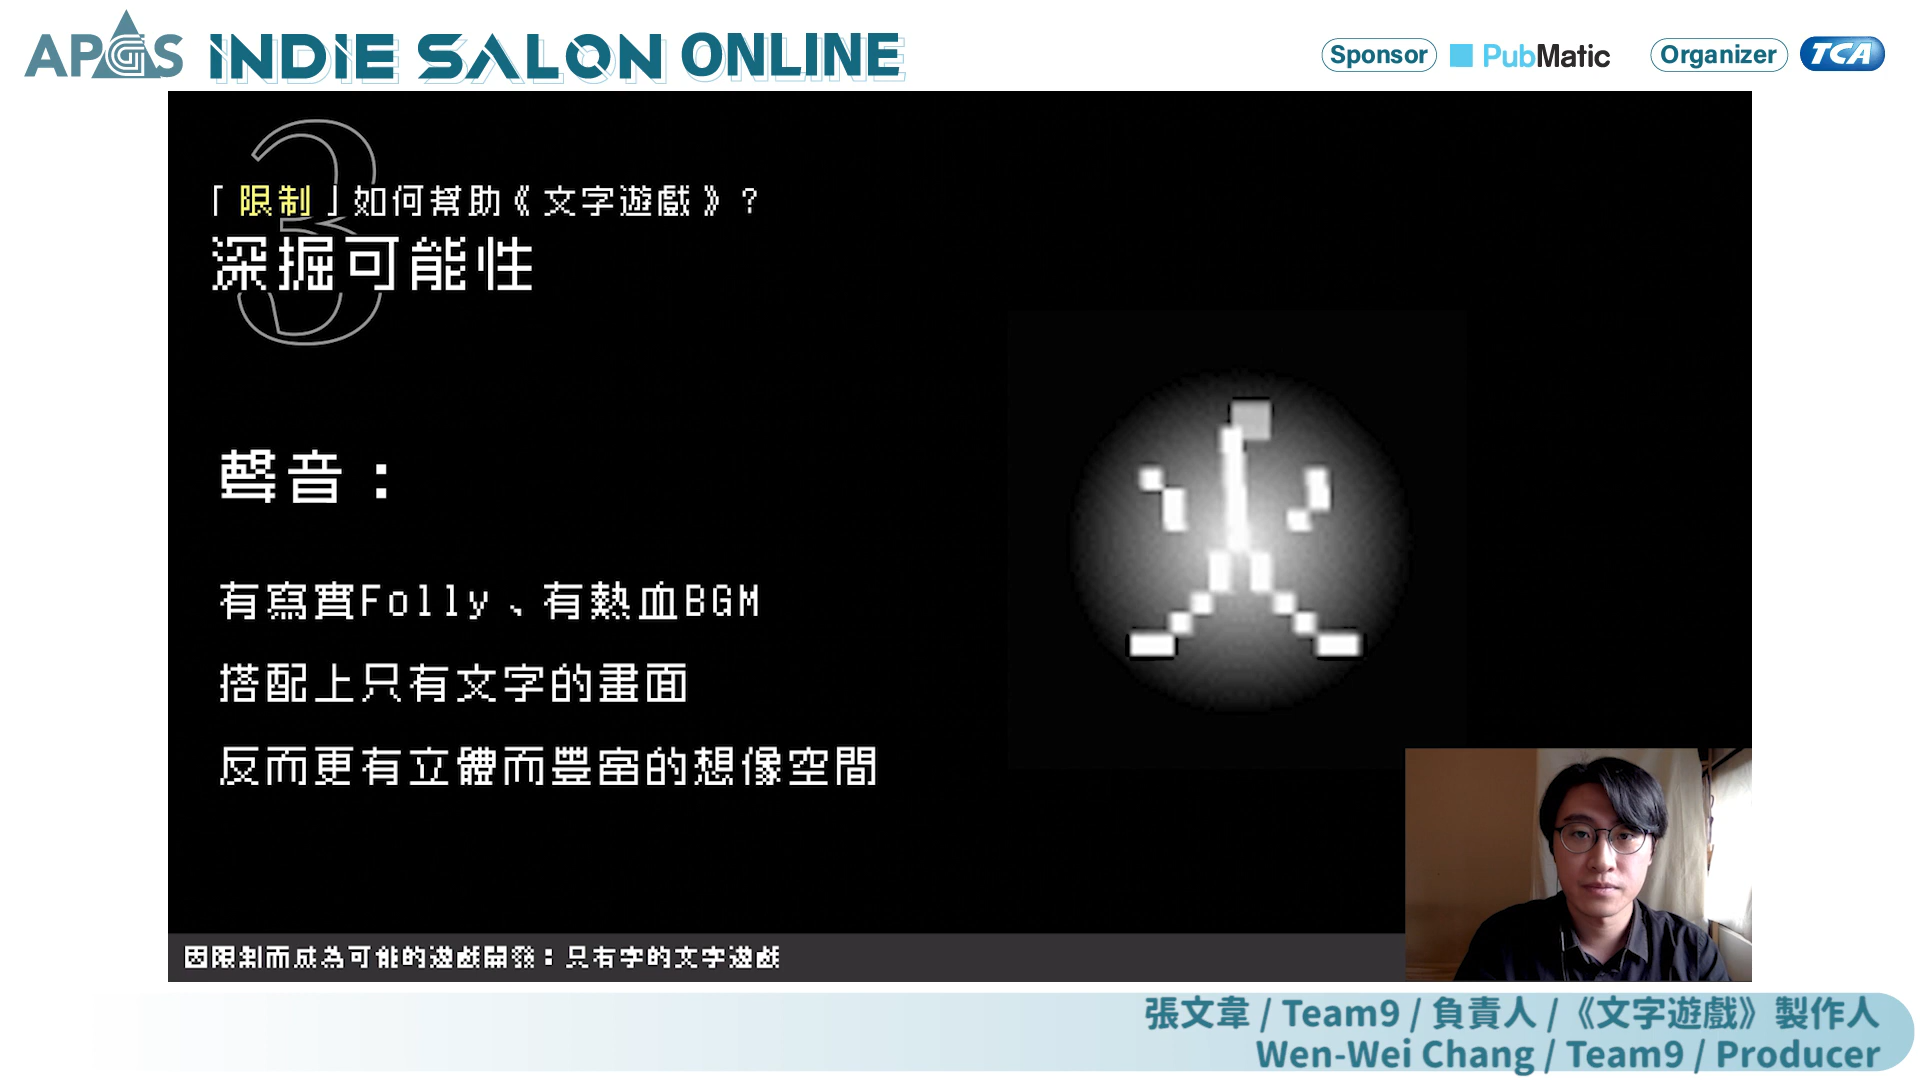 APGS INDIE SALON ONLINE
Sponsor PubMatic Organizer TCA
3
「限制」如何幫助《文字遊戲》？
深掘可能性
聲音：
有寫實Folly、有熱血BGM
搭配上只有文字的畫面
反而更有立體而豐富的想像空間
因限制而成為可能的遊戲開發：只有字的文字遊戲
張文韋 / Team9 / 負責人 /《文字遊戲》製作人
Wen-Wei Chang / Team9 / Producer